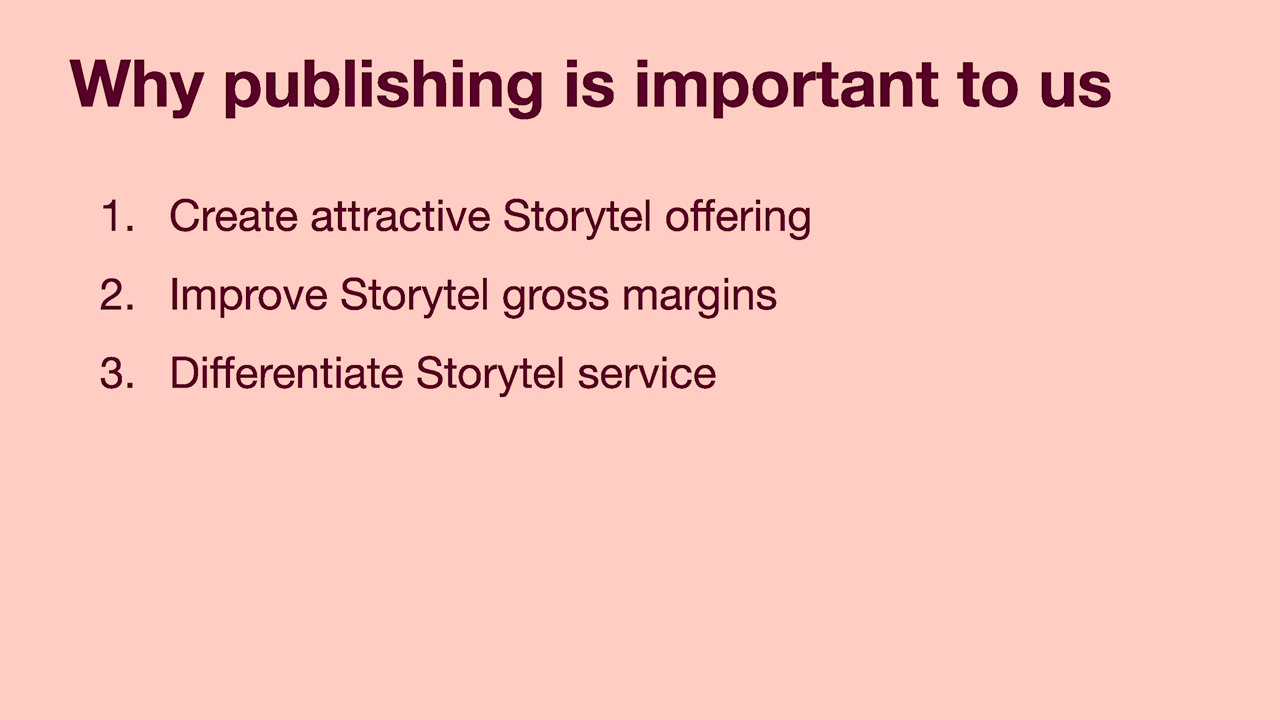 Why publishing is important to us
1. Create attractive Storytel offering
2. Improve Storytel gross margins
3. Differentiate Storytel service